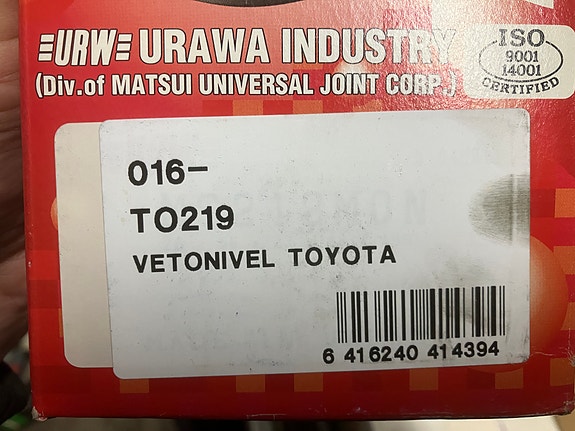 URW URAWA INDUSTRY
(Div.of MATSUI UNIVERSAL JOINT CORP.)
ISO
9001
14001
CERTIFIED
016-
TO219
VETONIVEL TOYOTA
6 416240 414394